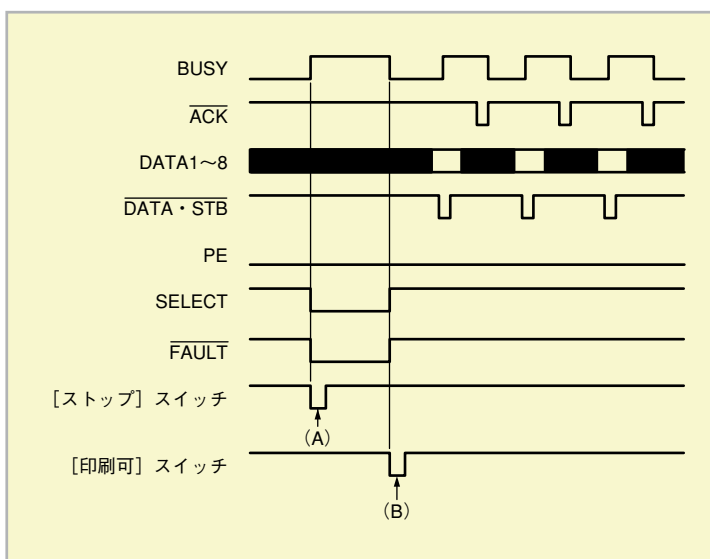 BUSY
ACK
DATA1～8
DATA・STB
PE
SELECT
FAULT
［ストップ］スイッチ
（A）
［印刷可］スイッチ
（B）